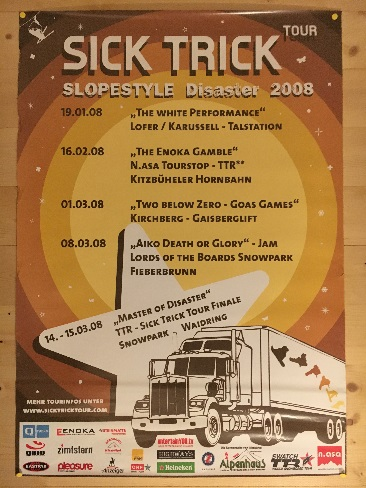 SICK TRICK TOUR
SLOPESTYLE Disaster 2008
19.01.08 „The white Performance“
Lofer / Karussell - Talstation
16.02.08 „The Enoka Gamble“
N.asa Tourstop - TTR**
Kitzbüheler Hornbahn
01.03.08 „Two below Zero - Goas Games“
Kirchberg - Gaisberglift
08.03.08 „Aiko Death or Glory“ - Jam
Lords of the Boards Snowpark
Fieberbrunn
14. - 15.03.08 „Master of Disaster“
TTR - Sick Trick Tour Finale
Snowpark - Waidring
Mehr Tourinfos unter
www.sicktricktour.com
ENOKA
zimtstern
pleasure
Anzeiger
Heineken
Alpenhaus
SWATCH
TTR
n.asa